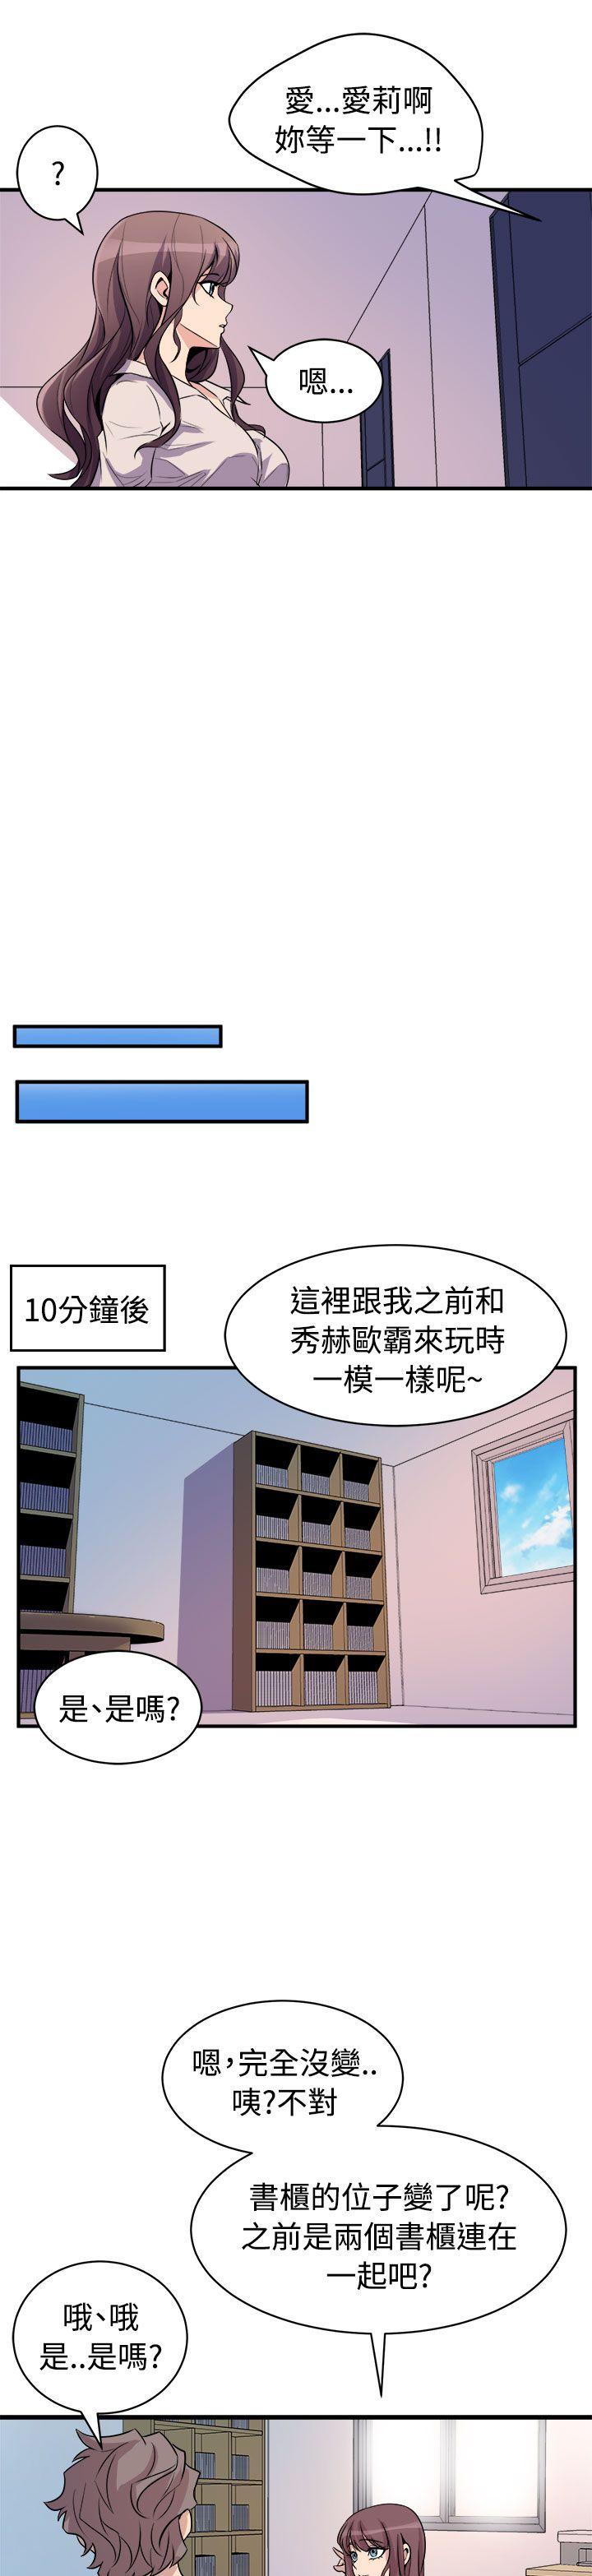 愛...愛莉啊
妳等一下...!!
?
嗯...
10分鐘後
這裡跟我之前和
秀赫歐霸來玩時
一模一樣呢~
是、是嗎?
嗯,完全沒變..
咦?不對
書櫃的位子變了呢?
之前是兩個書櫃連在
一起吧?
哦、哦
是..是嗎?